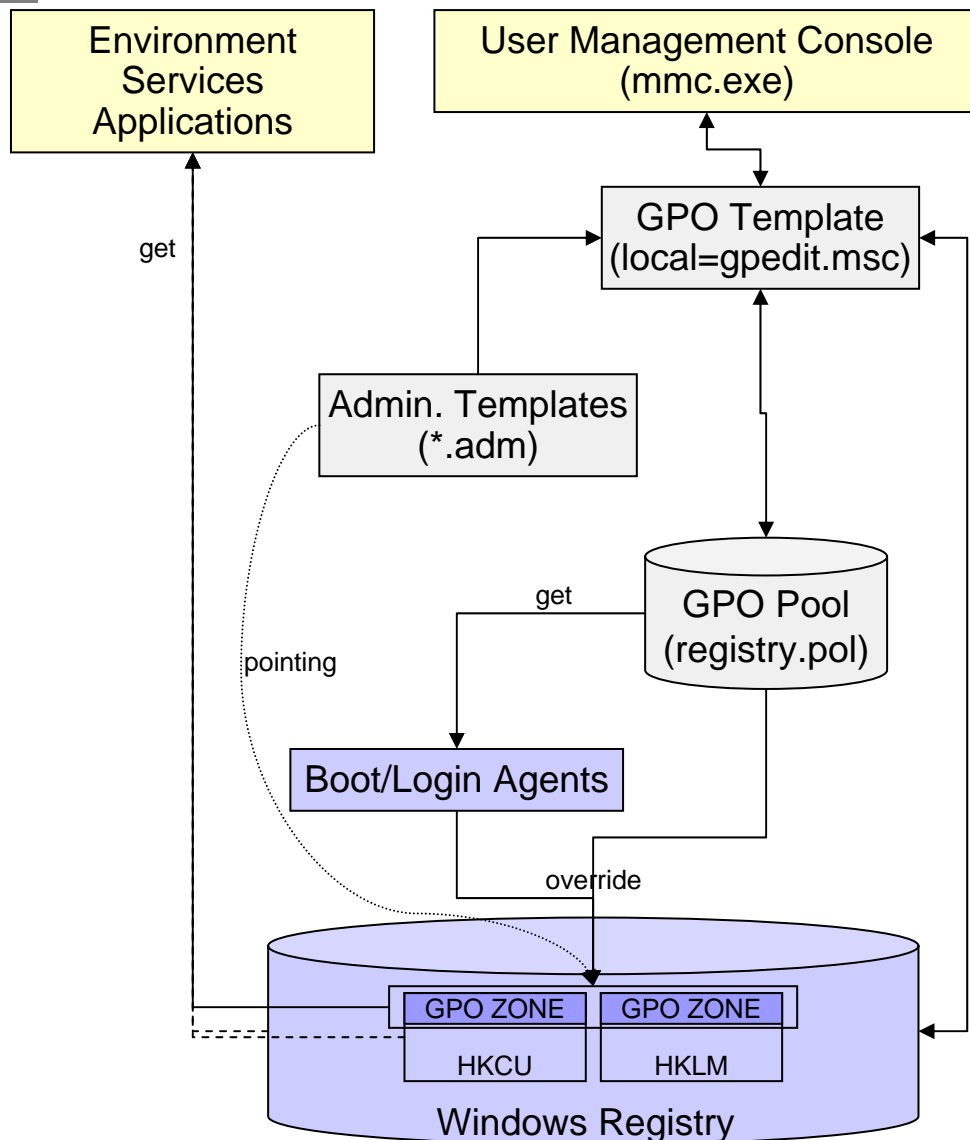 Environment
Services
Applications
User Management Console
(mmc.exe)
GPO Template
(local=gpedit.msc)
get
Admin. Templates
(*.adm)
get
GPO Pool
(registry.pol)
pointing
Boot/Login Agents
override
GPO ZONE
GPO ZONE
HKCU
HKLM
Windows Registry